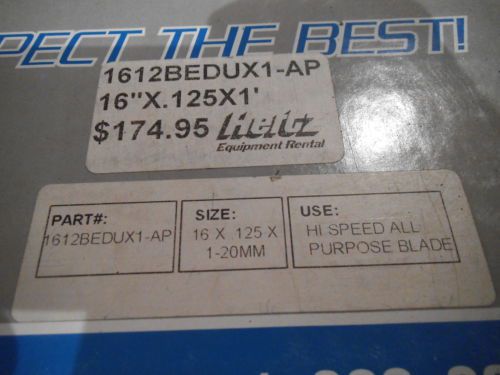 PECT THE BEST!
1612BEDUX1-AP
16"X.125X1'
$174.95 Hertz
Equipment Rental
PART#:
1612BEDUX1-AP
SIZE:
16 X .125 X
1-20MM
USE:
HI SPEED ALL
PURPOSE BLADE